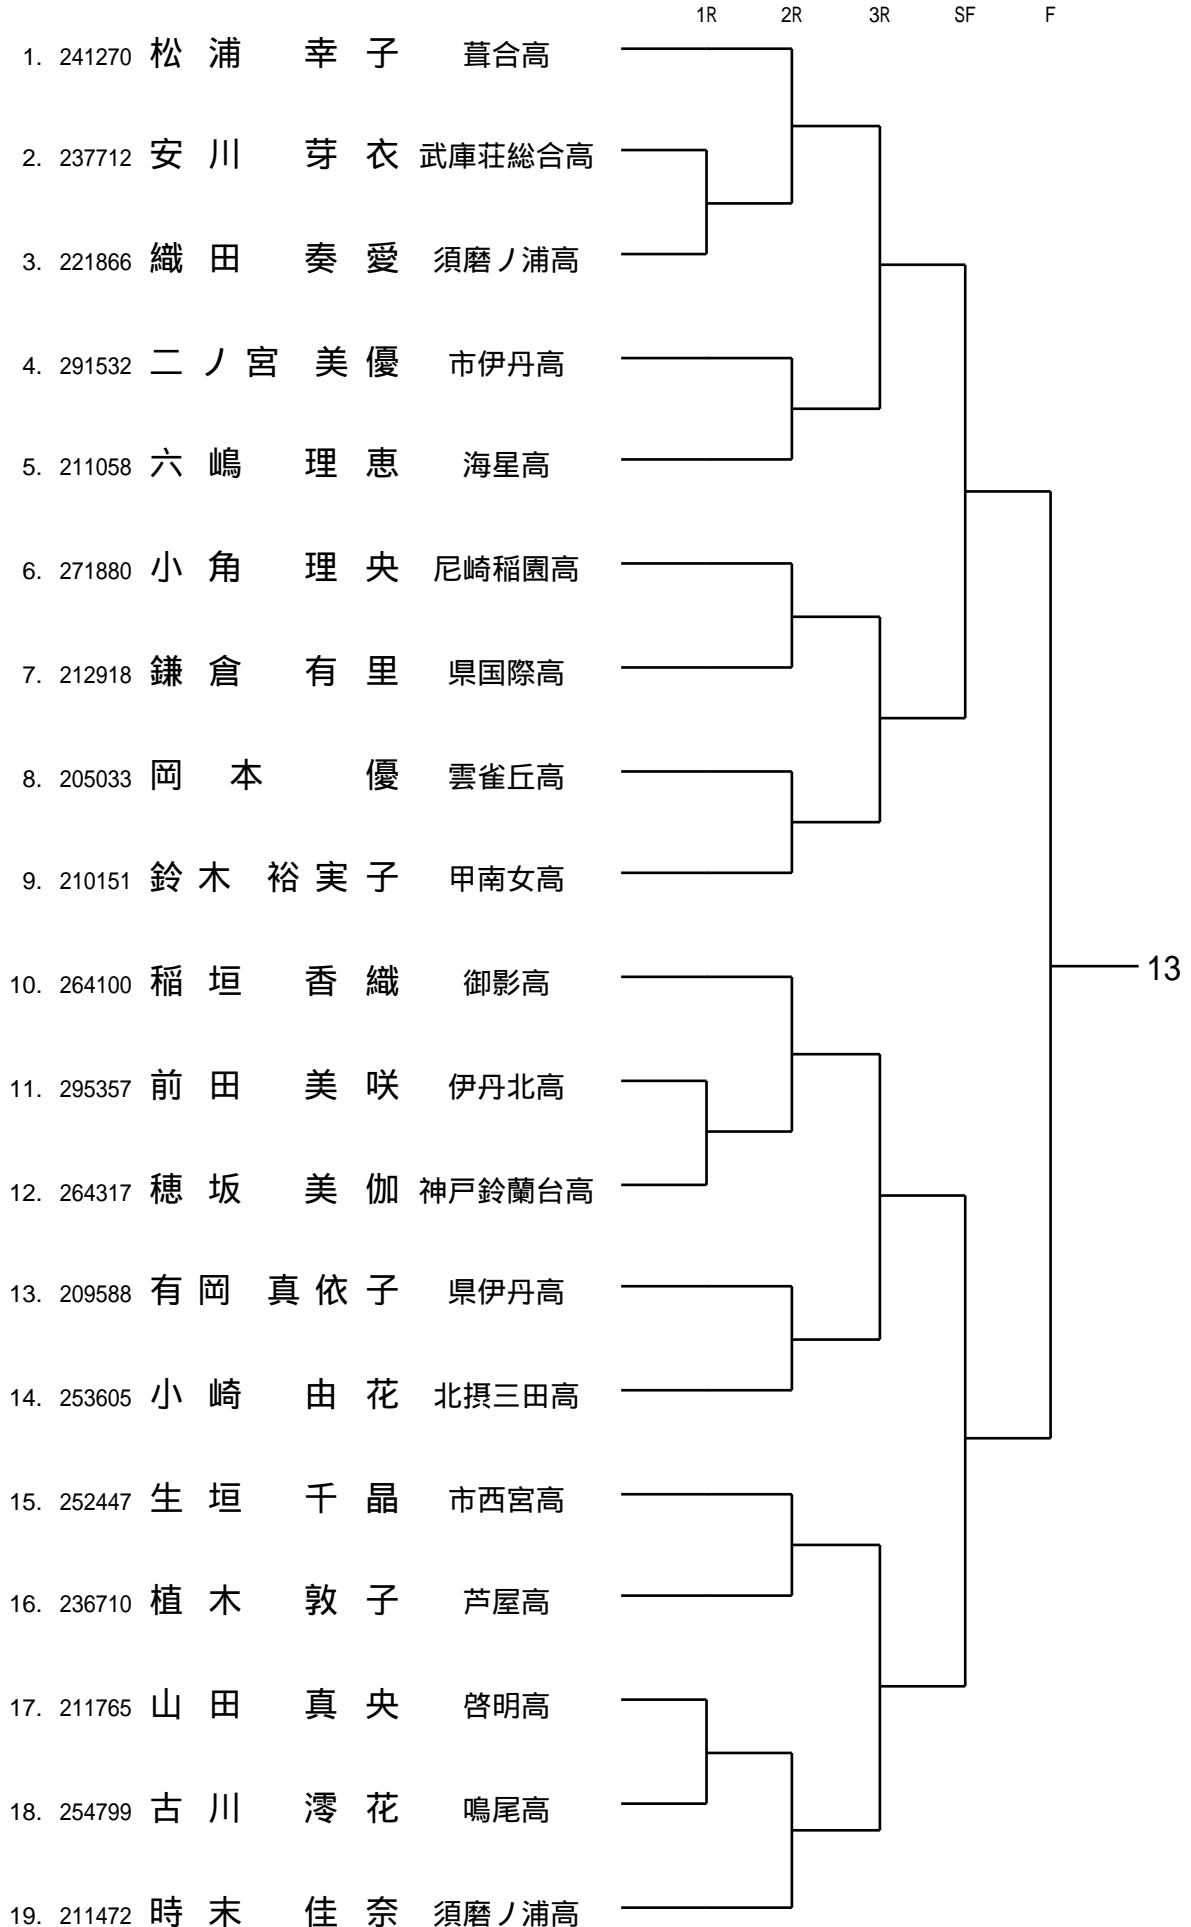 1R 2R 3R SF F
1. 241270 松浦 幸子 葺合高
2. 237712 安川 芽衣 武庫荘総合高
3. 221866 織田 奏愛 須磨ノ浦高
4. 291532 二ノ宮 美優 市伊丹高
5. 211058 六嶋 理恵 海星高
6. 271880 小角 理央 尼崎稲園高
7. 212918 鎌倉 有里 県国際高
8. 205033 岡本 優 雲雀丘高
9. 210151 鈴木 裕実子 甲南女高
13
10. 264100 稲垣 香織 御影高
11. 295357 前田 美咲 伊丹北高
12. 264317 穂坂 美伽 神戸鈴蘭台高
13. 209588 有岡 真依子 県伊丹高
14. 253605 小崎 由花 北摂三田高
15. 252447 生垣 千晶 市西宮高
16. 236710 植木 敦子 芦屋高
17. 211765 山田 真央 啓明高
18. 254799 古川 澪花 鳴尾高
19. 211472 時末 佳奈 須磨ノ浦高